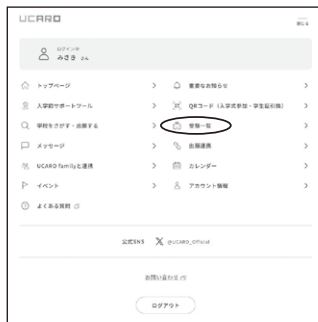 UCARO
閉じる
ログイン中
みさき さん
トップページ
重要なお知らせ
入学前サポートツール
QRコード（入学式参加・学生証引換）
学校をさがす・出願する
受験一覧
メッセージ
出願連携
UCARO familyと連携
カレンダー
イベント
アカウント情報
よくある質問
公式SNS @UCARO_Official
お問い合わせ
ログアウト